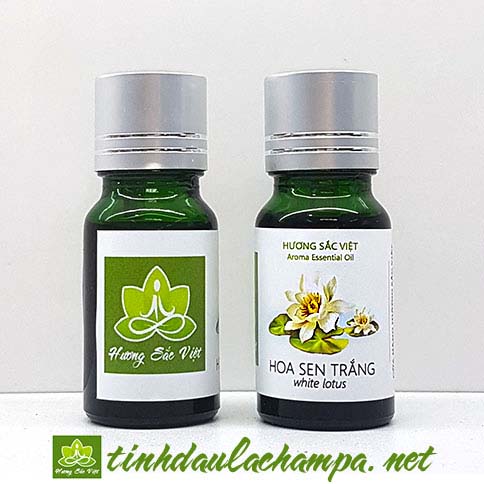 Hương Sắc Việt
HƯƠNG SẮC VIỆT
Aroma Essential Oil
HOA SEN TRẮNG
white lotus
Hương Sắc Việt
tinhdaulachampa.net